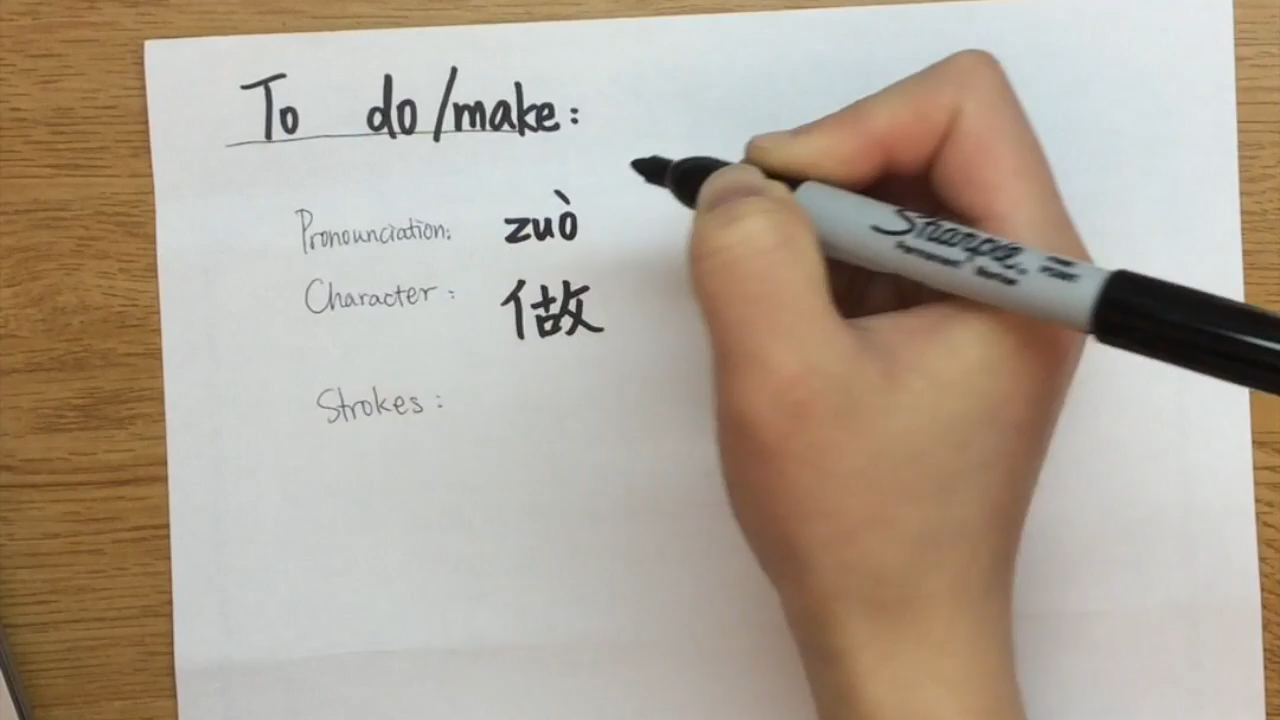 To do/make:
Pronounciation: zuò
Character: 做
Strokes:
Sharpie